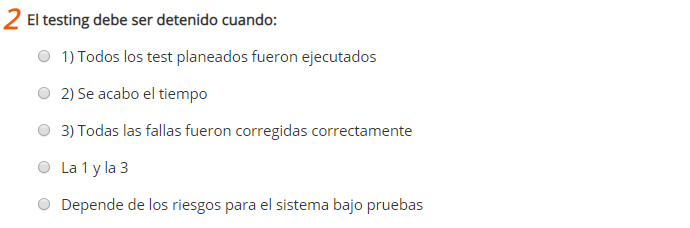 2 El testing debe ser detenido cuando:
1) Todos los test planeados fueron ejecutados
2) Se acabo el tiempo
3) Todas las fallas fueron corregidas correctamente
La 1 y la 3
Depende de los riesgos para el sistema bajo pruebas